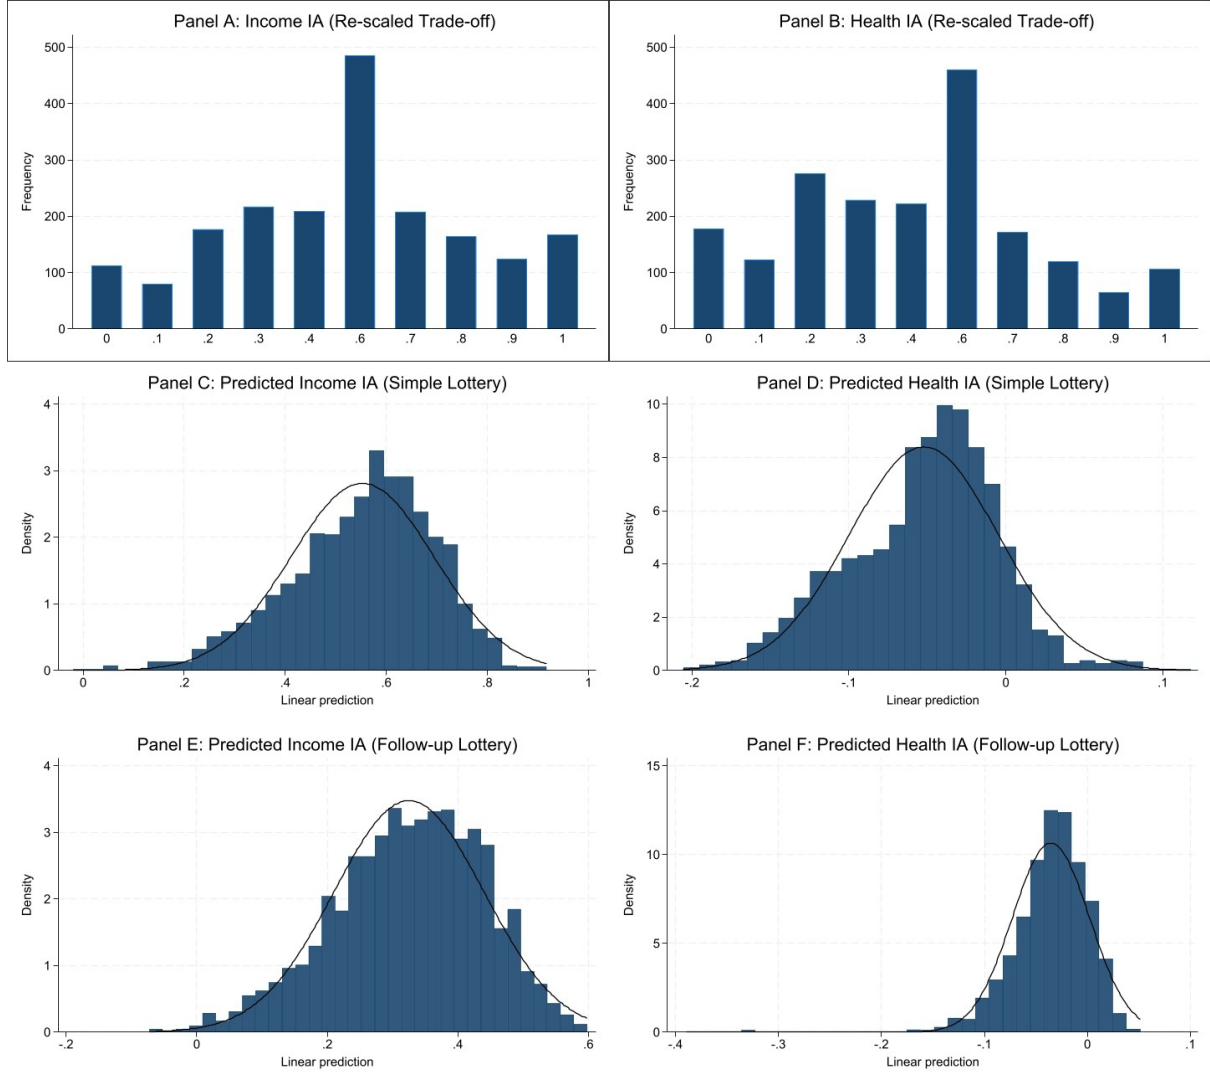 Panel A: Income IA (Re-scaled Trade-off)
500
400
300
200
100
0
Frequency
0 .1 .2 .3 .4 .6 .7 .8 .9 1
Panel B: Health IA (Re-scaled Trade-off)
500
400
300
200
100
0
Frequency
0 .1 .2 .3 .4 .6 .7 .8 .9 1
Panel C: Predicted Income IA (Simple Lottery)
4
3
2
1
0
Density
0 .2 .4 .6 .8 1
Linear prediction
Panel D: Predicted Health IA (Simple Lottery)
10
8
6
4
2
0
Density
-.2 -.1 0 .1
Linear prediction
Panel E: Predicted Income IA (Follow-up Lottery)
4
3
2
1
0
Density
-.2 0 .2 .4 .6
Linear prediction
Panel F: Predicted Health IA (Follow-up Lottery)
15
10
5
0
Density
-.4 -.3 -.2 -.1 0 .1
Linear prediction